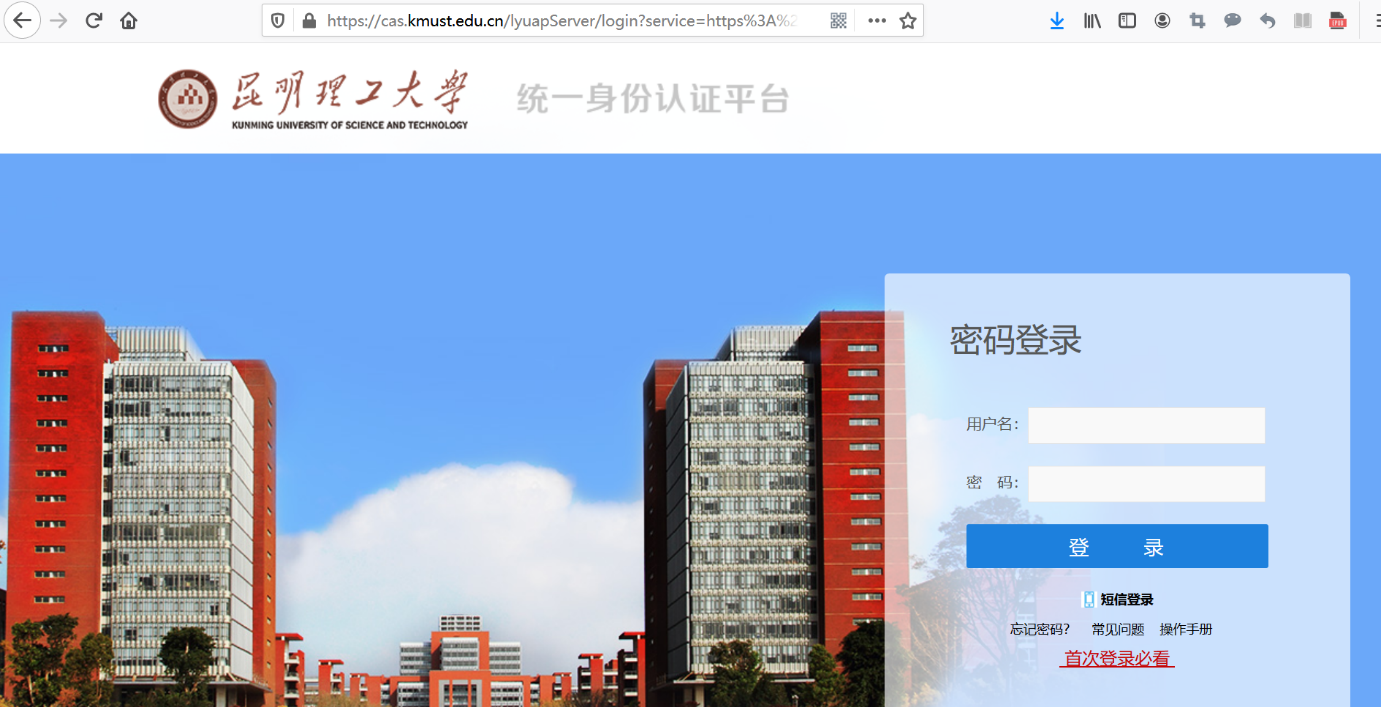 https://cas.kmust.edu.cn/lyuapServer/login?service=https%3A%2
昆明理工大学
KUNMING UNIVERSITY OF SCIENCE AND TECHNOLOGY
统一身份认证平台
密码登录
用户名:
密 码:
登 录
短信登录
忘记密码? 常见问题 操作手册
首次登录必看